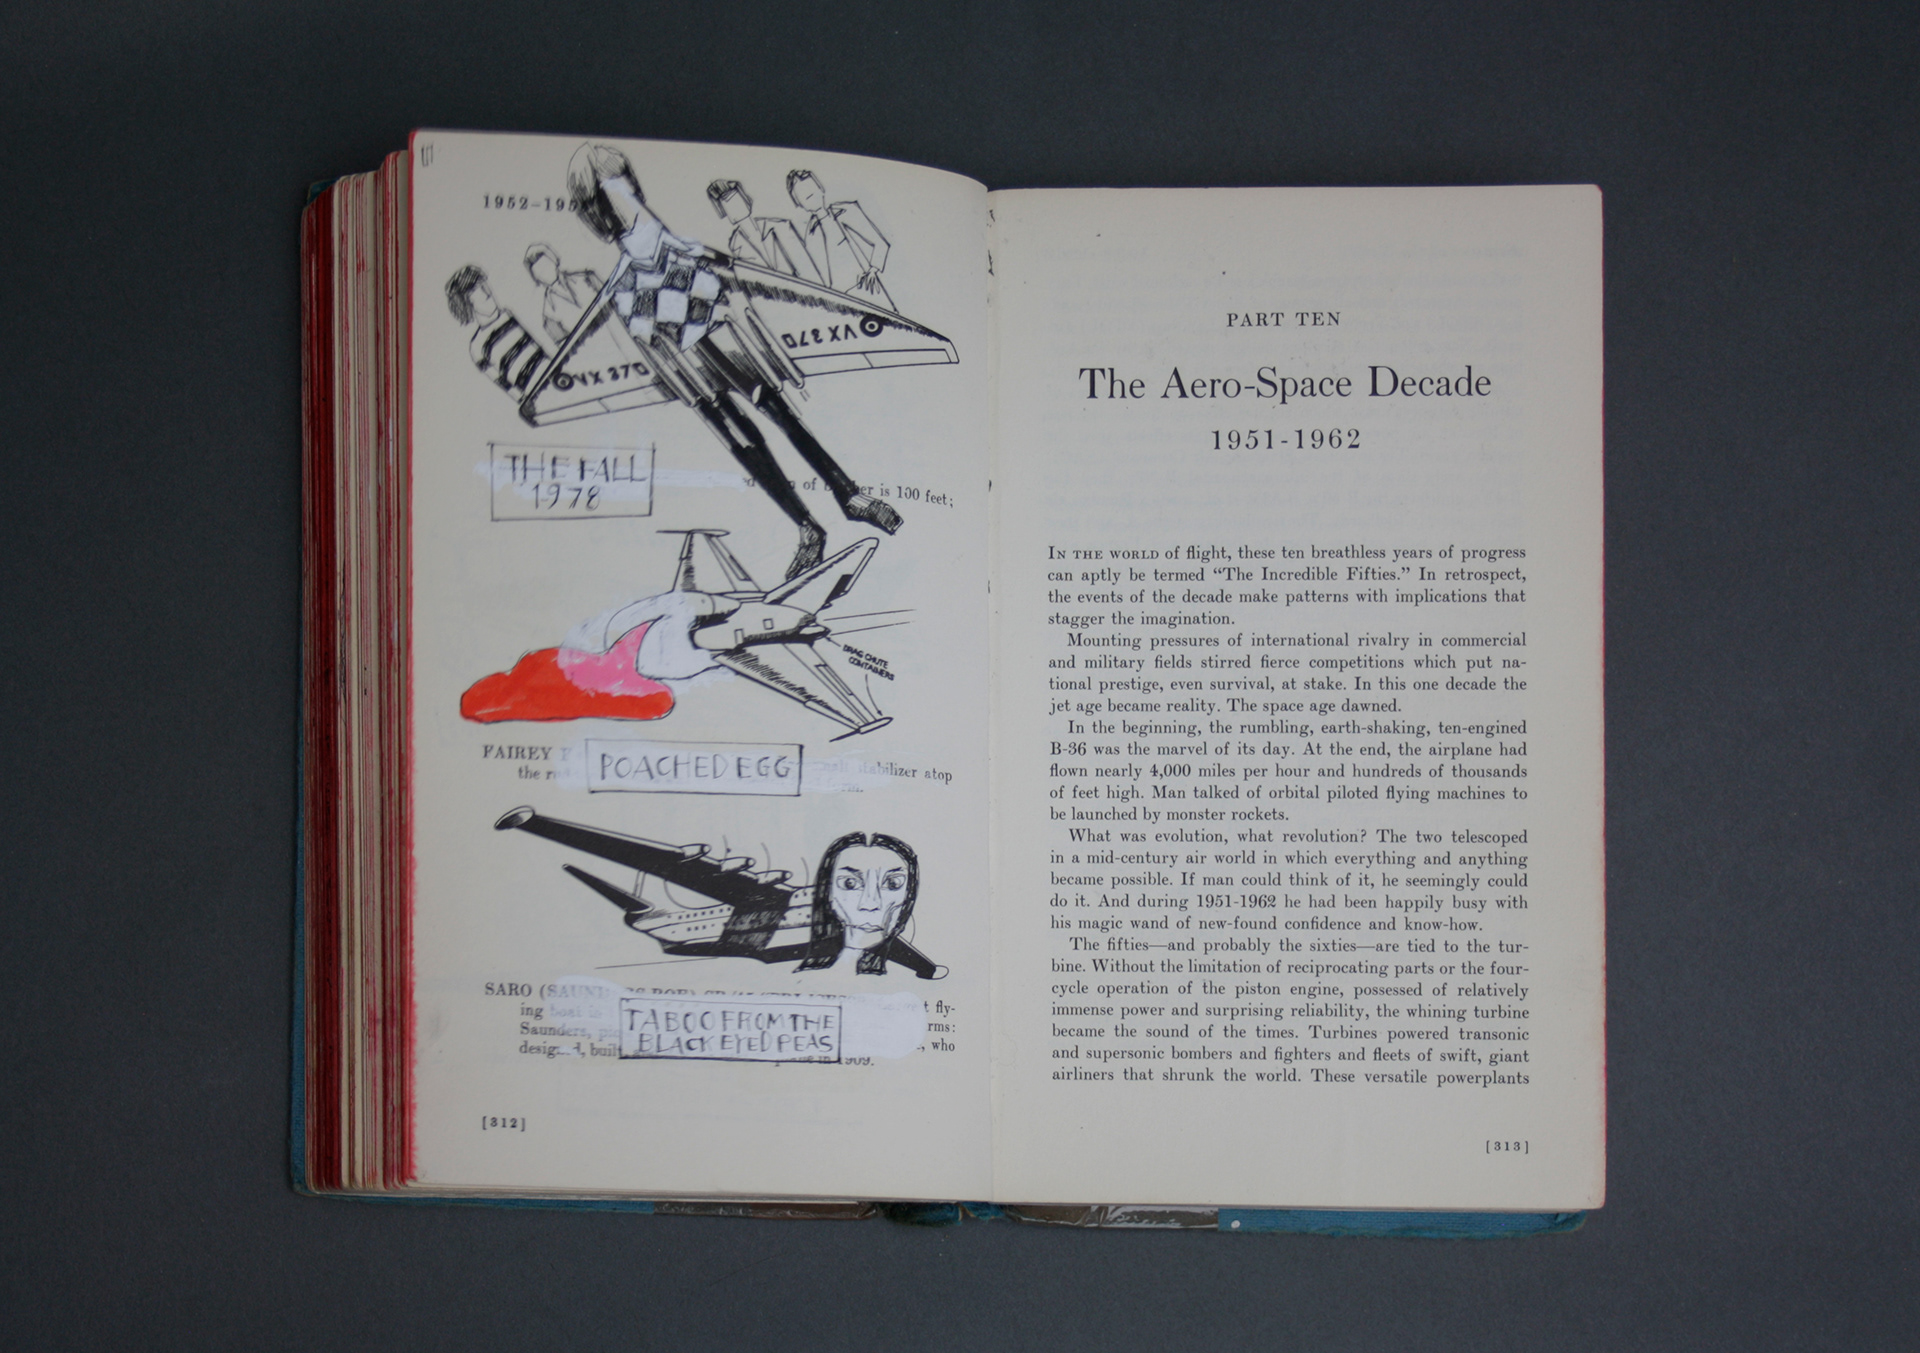 1952-195
VX 370
VX 370
THE FALL
1978
of
er is 100 feet;
DRAG CHUTE
CONTAINERS
FAIREY F
POACHED EGG
stabilizer atop
the
SARO (SAUNDERS ROE)
t fly-
ing boat is
TABOO FROM THE
rms:
Saunders,
BLACK EYED PEAS
, who
designed, built
in 1909.
[312]
PART TEN
The Aero-Space Decade
1951-1962
IN THE WORLD of flight, these ten breathless years of progress
can aptly be termed “The Incredible Fifties.” In retrospect,
the events of the decade make patterns with implications that
stagger the imagination.
Mounting pressures of international rivalry in commercial
and military fields stirred fierce competitions which put na-
tional prestige, even survival, at stake. In this one decade the
jet age became reality. The space age dawned.
In the beginning, the rumbling, earth-shaking, ten-engined
B-36 was the marvel of its day. At the end, the airplane had
flown nearly 4,000 miles per hour and hundreds of thousands
of feet high. Man talked of orbital piloted flying machines to
be launched by monster rockets.
What was evolution, what revolution? The two telescoped
in a mid-century air world in which everything and anything
became possible. If man could think of it, he seemingly could
do it. And during 1951-1962 he had been happily busy with
his magic wand of new-found confidence and know-how.
The fifties—and probably the sixties—are tied to the tur-
bine. Without the limitation of reciprocating parts or the four-
cycle operation of the piston engine, possessed of relatively
immense power and surprising reliability, the whining turbine
became the sound of the times. Turbines powered transonic
and supersonic bombers and fighters and fleets of swift, giant
airliners that shrunk the world. These versatile powerplants
[313]